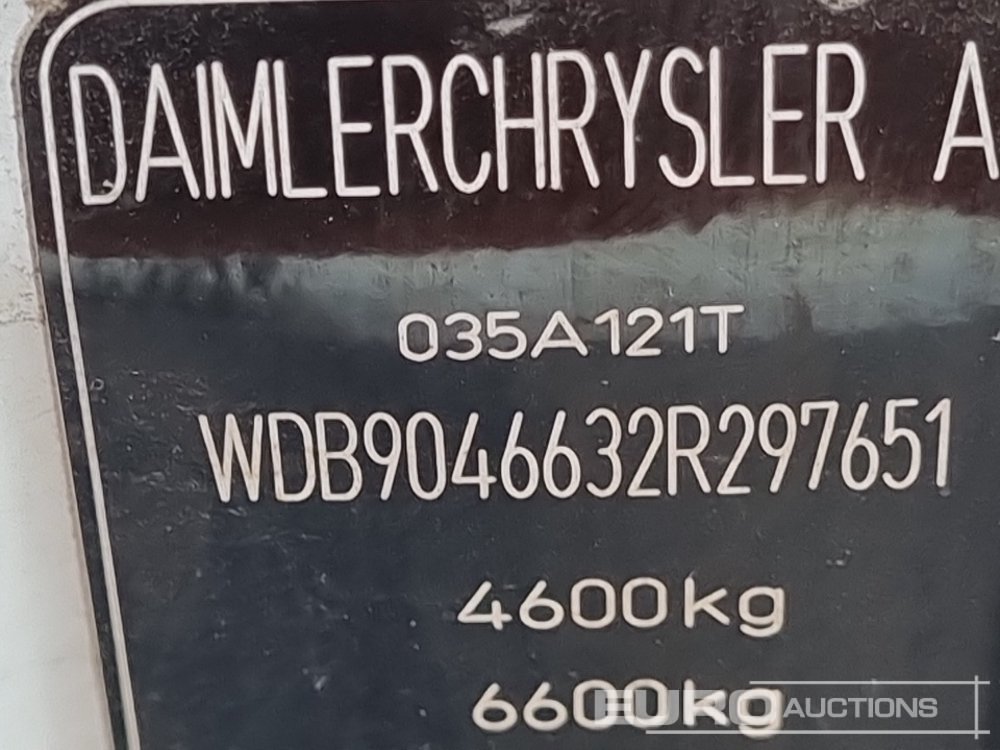 DAIMLERCHRYSLER A
035A121T
WDB9046632R297651
4600kg
6600kg
EURO AUCTIONS